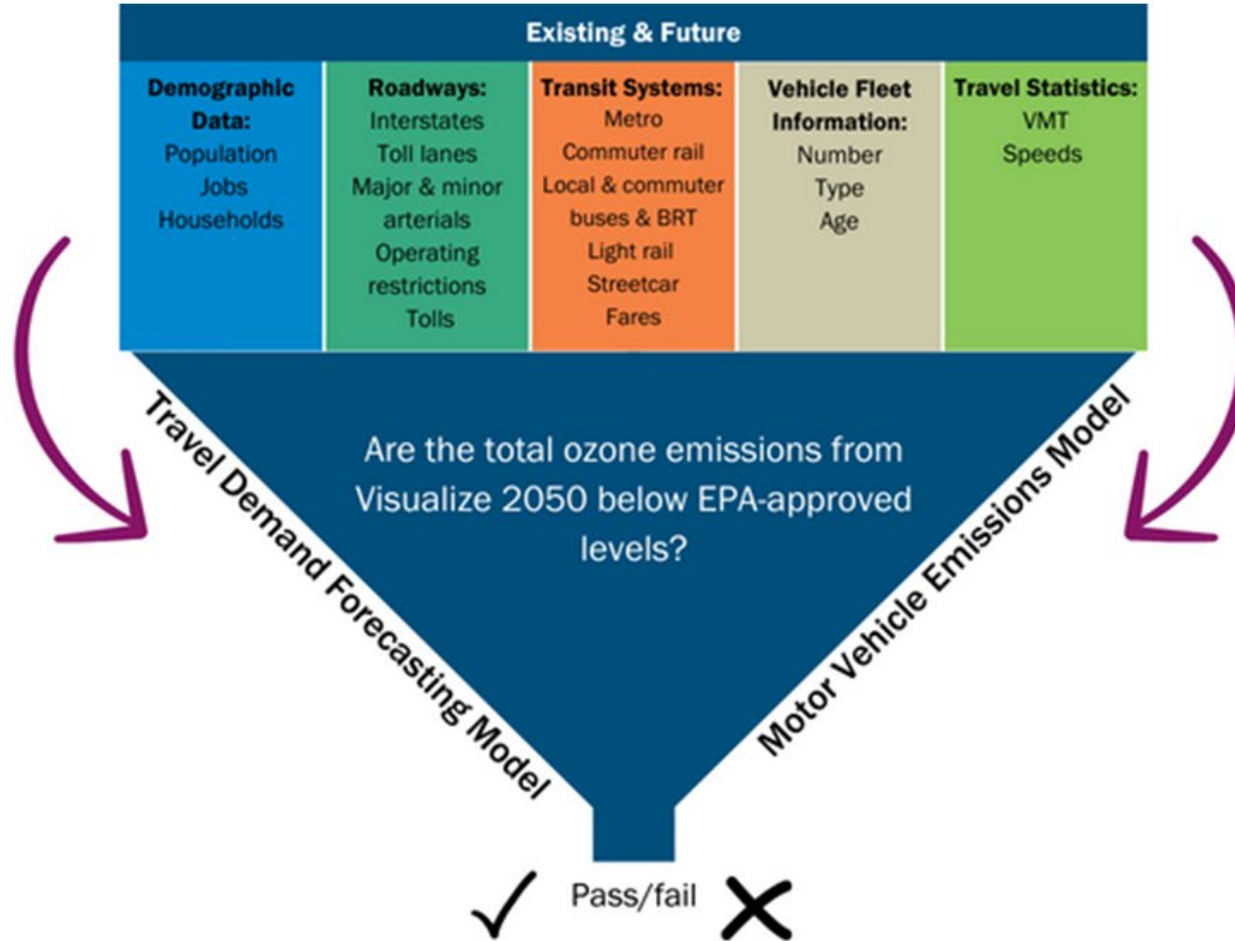 Existing & Future
Demographic
Data:
Population
Jobs
Households
Roadways:
Interstates
Toll lanes
Major & minor
arterials
Operating
restrictions
Tolls
Transit Systems:
Metro
Commuter rail
Local & commuter
buses & BRT
Light rail
Streetcar
Fares
Vehicle Fleet
Information:
Number
Type
Age
Travel Statistics:
VMT
Speeds
Travel Demand Forecasting Model
Are the total ozone emissions from
Visualize 2050 below EPA-approved
levels?
Motor Vehicle Emissions Model
Pass/fail